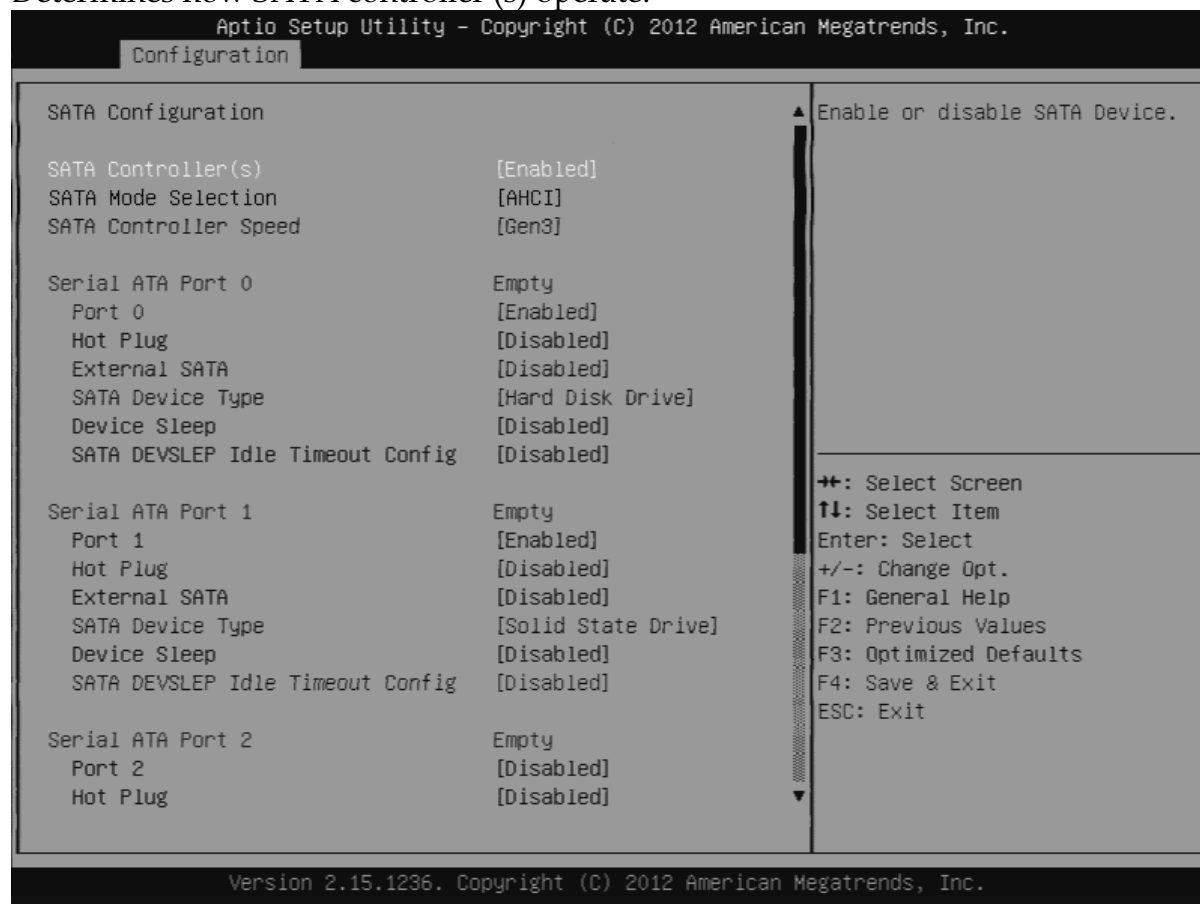 Determines how SATA controller (s) operate.
Aptio Setup Utility – Copyright (C) 2012 American Megatrends, Inc.
Configuration
SATA Configuration
SATA Controller(s) [Enabled]
SATA Mode Selection [AHCI]
SATA Controller Speed [Gen3]
Serial ATA Port 0 Empty
Port 0 [Enabled]
Hot Plug [Disabled]
External SATA [Disabled]
SATA Device Type [Hard Disk Drive]
Device Sleep [Disabled]
SATA DEVSLEP Idle Timeout Config [Disabled]
Serial ATA Port 1 Empty
Port 1 [Enabled]
Hot Plug [Disabled]
External SATA [Disabled]
SATA Device Type [Solid State Drive]
Device Sleep [Disabled]
SATA DEVSLEP Idle Timeout Config [Disabled]
Serial ATA Port 2 Empty
Port 2 [Disabled]
Hot Plug [Disabled]
Enable or disable SATA Device.
→←: Select Screen
↑↓: Select Item
Enter: Select
+/-: Change Opt.
F1: General Help
F2: Previous Values
F3: Optimized Defaults
F4: Save & Exit
ESC: Exit
Version 2.15.1236. Copyright (C) 2012 American Megatrends, Inc.